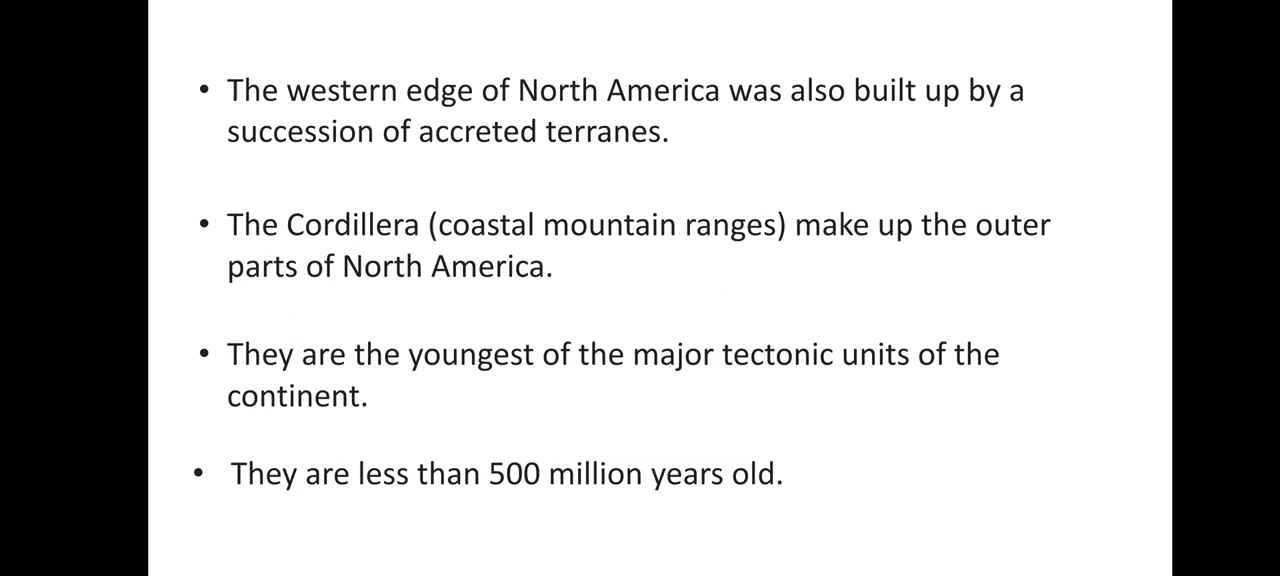 • The western edge of North America was also built up by a
succession of accreted terranes.
• The Cordillera (coastal mountain ranges) make up the outer
parts of North America.
• They are the youngest of the major tectonic units of the
continent.
• They are less than 500 million years old.